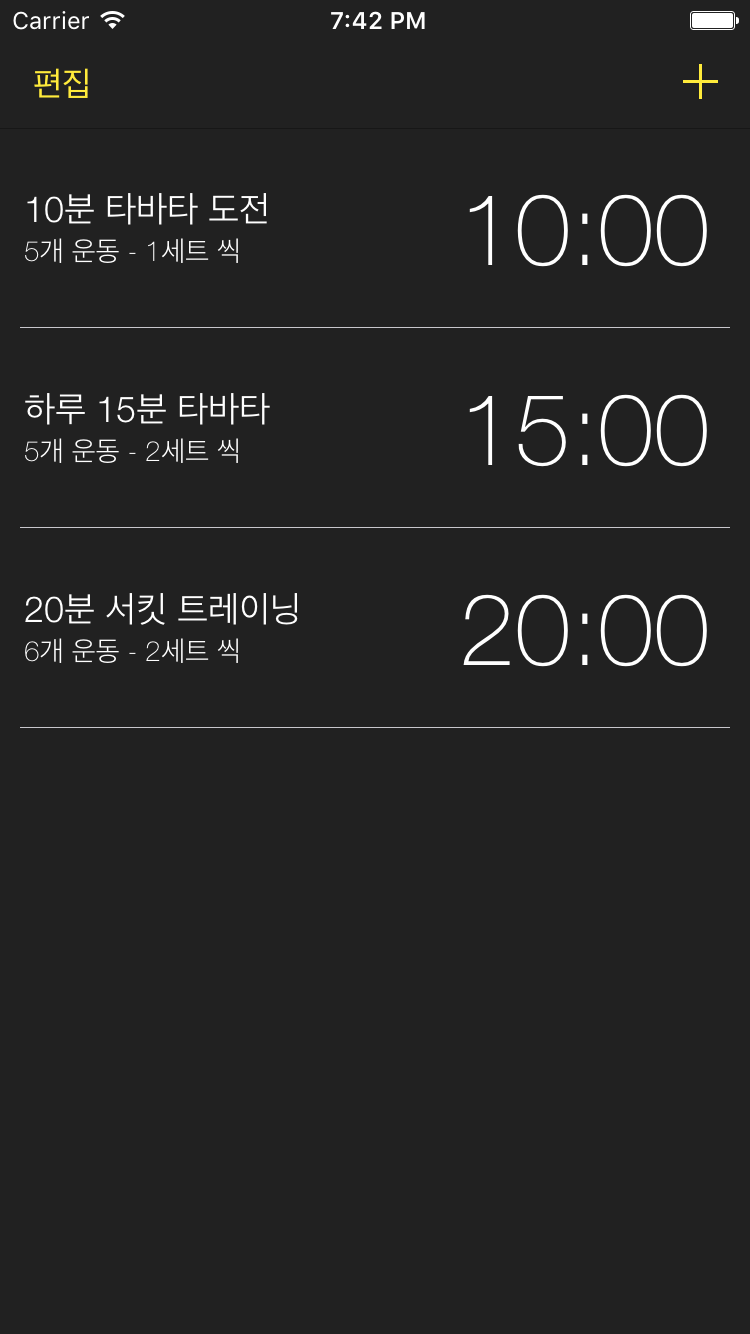 Carrier 7:42 PM
편집
10분 타바타 도전
5개 운동 - 1세트 씩
10:00
하루 15분 타바타
5개 운동 - 2세트 씩
15:00
20분 서킷 트레이닝
6개 운동 - 2세트 씩
20:00